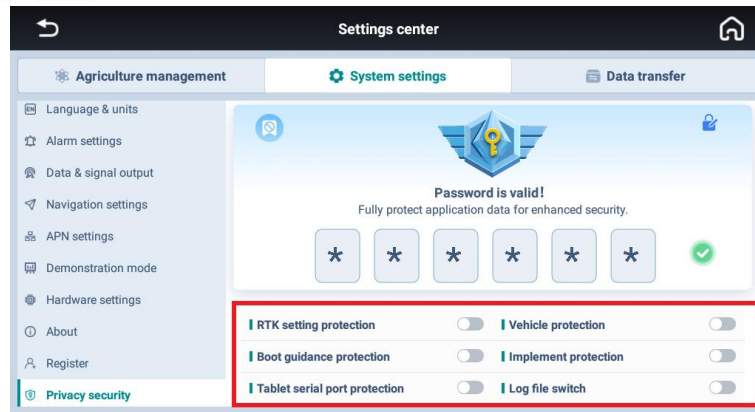 Settings center
Agriculture management
System settings
Data transfer
EN Language & units
Alarm settings
Data & signal output
Navigation settings
APN settings
Demonstration mode
Hardware settings
About
Register
Privacy security
Password is valid!
Fully protect application data for enhanced security.
* * * * * *
RTK setting protection
Vehicle protection
Boot guidance protection
Implement protection
Tablet serial port protection
Log file switch